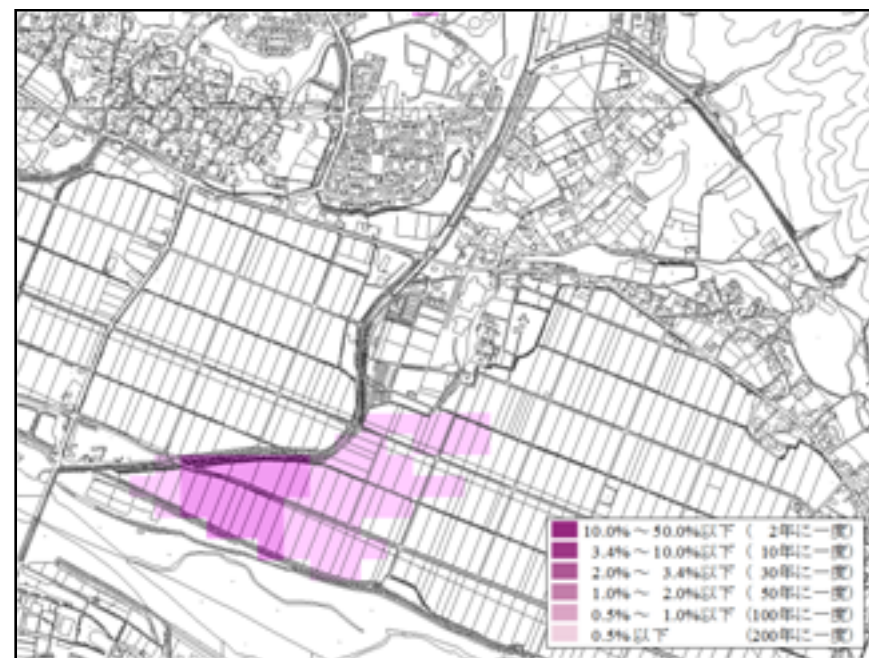 10.0%～50.0%以下（ 2年に一度）
3.4%～10.0%以下（ 10年に一度）
2.0%～ 3.4%以下（ 30年に一度）
1.0%～ 2.0%以下（ 50年に一度）
0.5%～ 1.0%以下（100年に一度）
0.5%以下 （200年に一度）